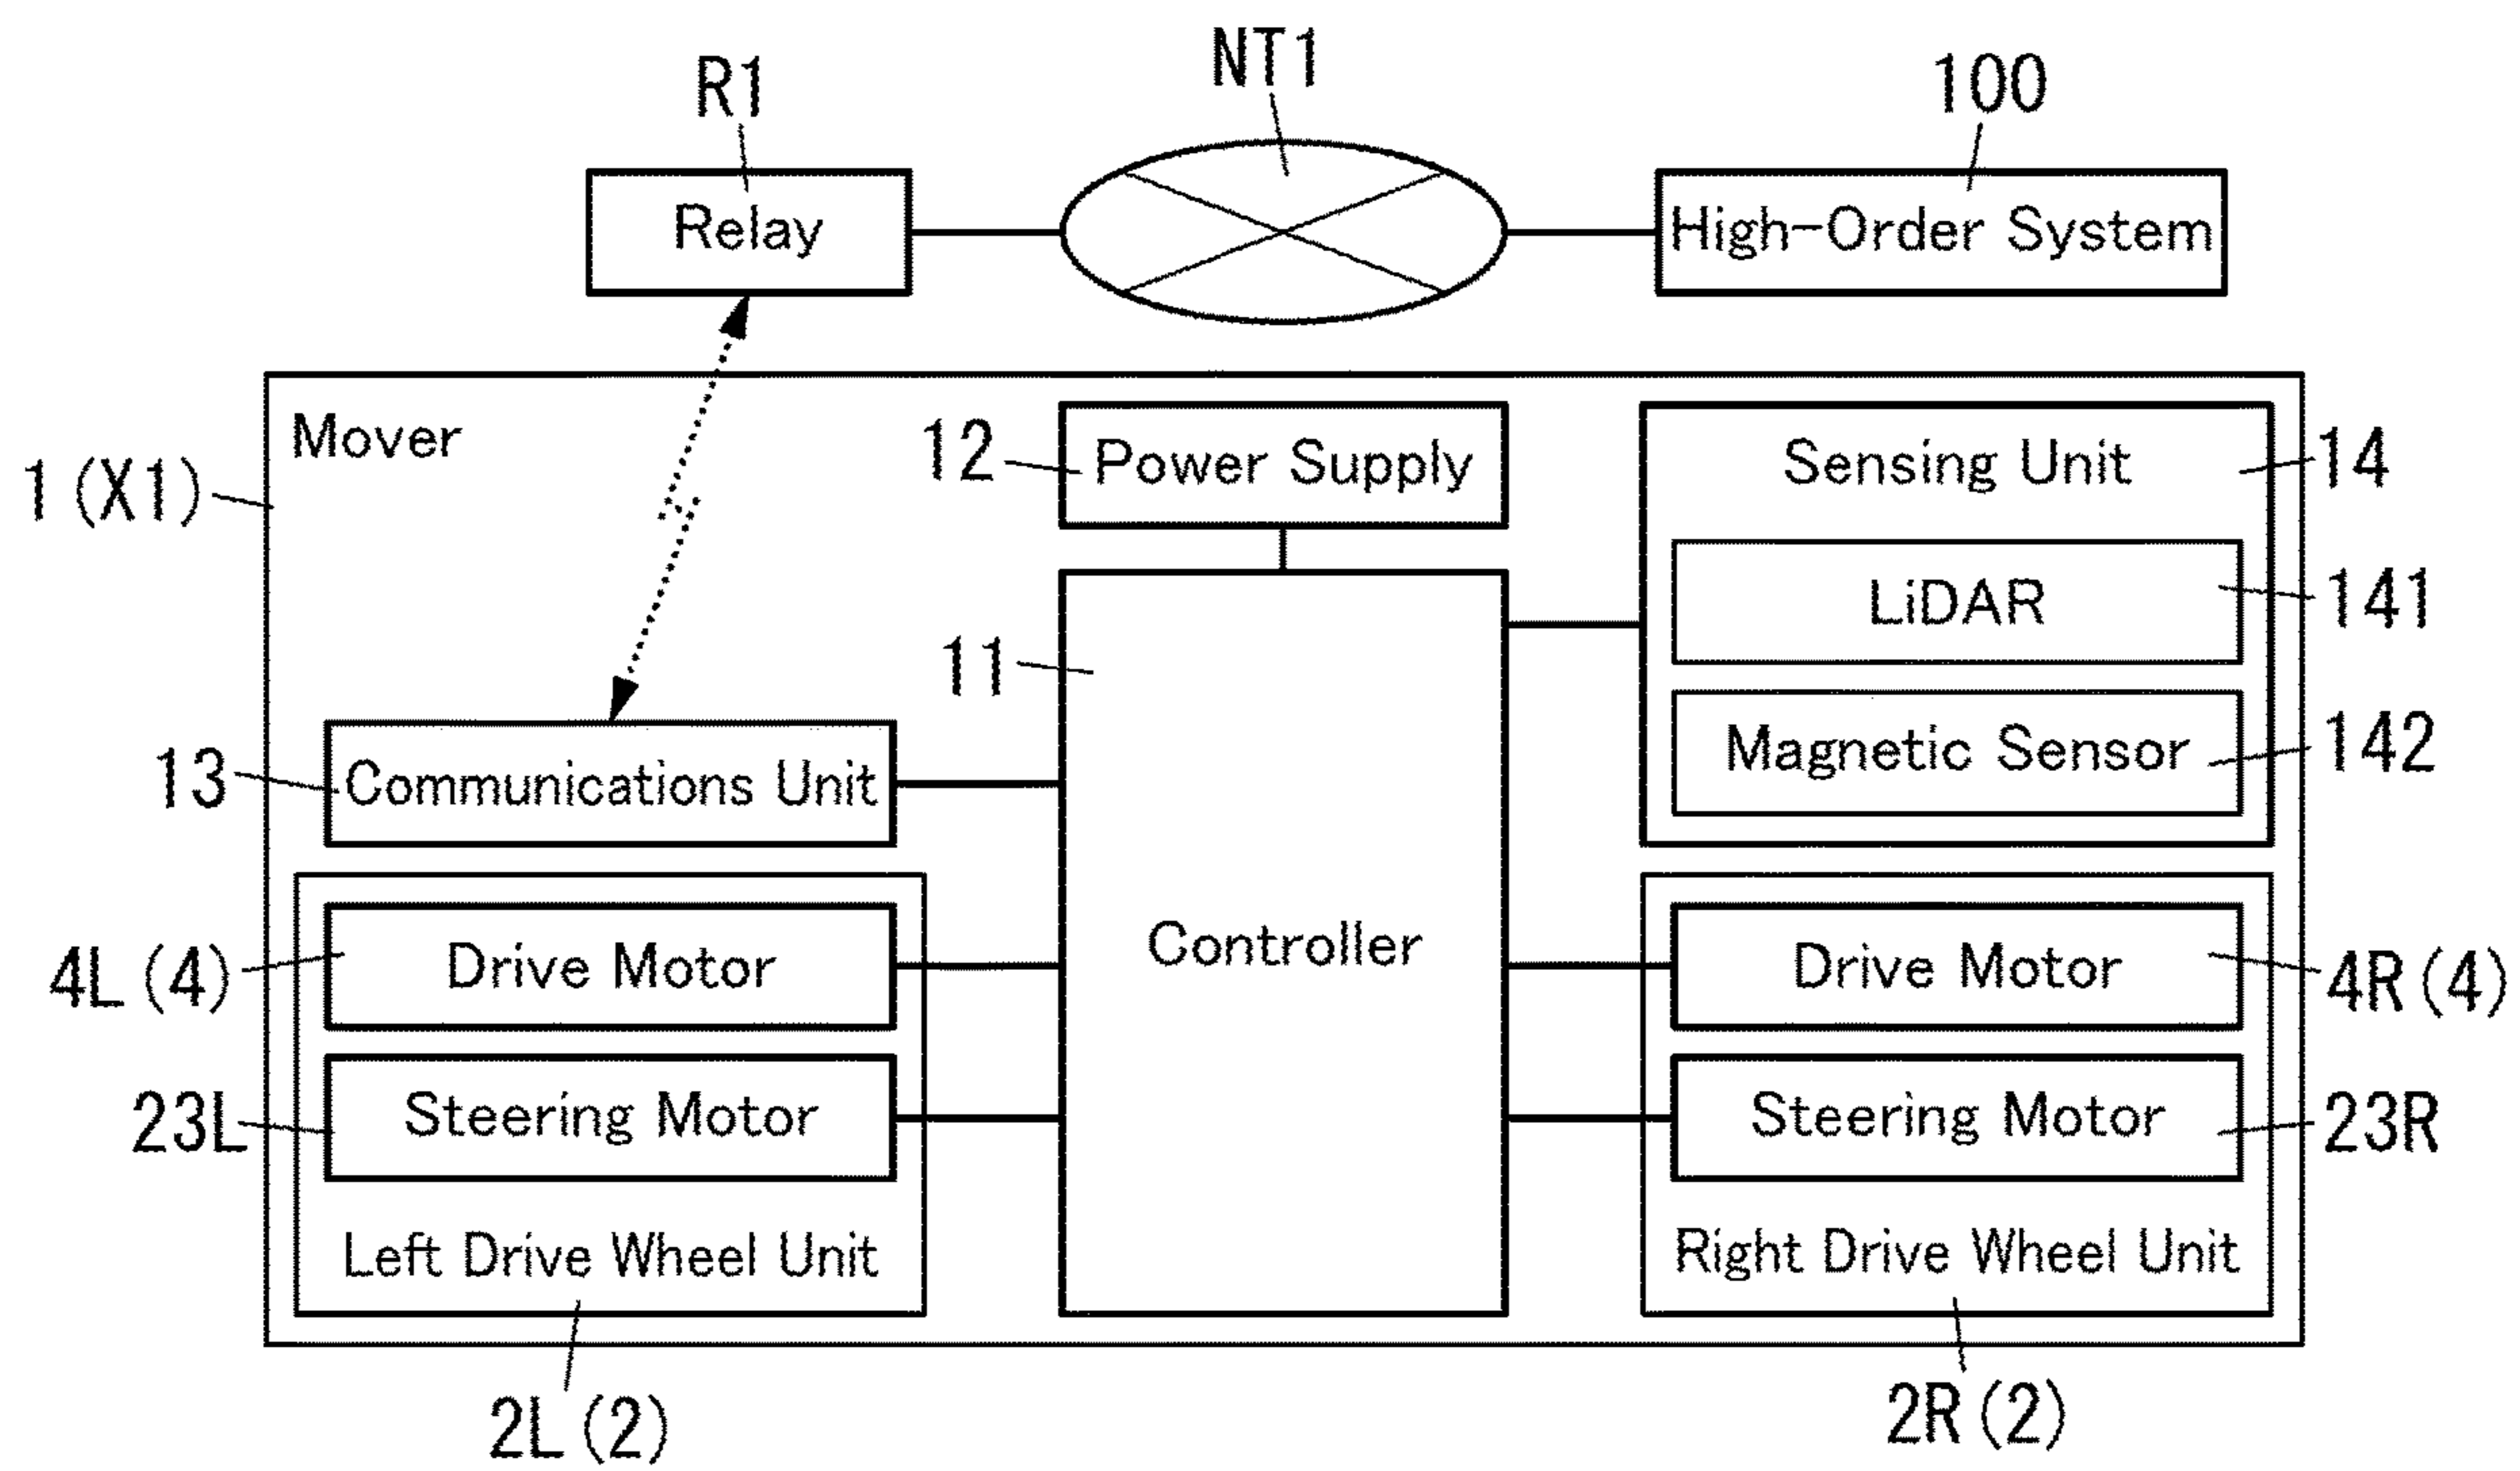 NT1
R1
100
Relay
High-Order System
Mover
1(X1)
12
Power Supply
Sensing Unit
14
LiDAR
141
11
Magnetic Sensor
142
13
Communications Unit
Controller
4L(4)
Drive Motor
Drive Motor
4R(4)
23L
Steering Motor
Steering Motor
23R
Left Drive Wheel Unit
Right Drive Wheel Unit
2L(2)
2R(2)